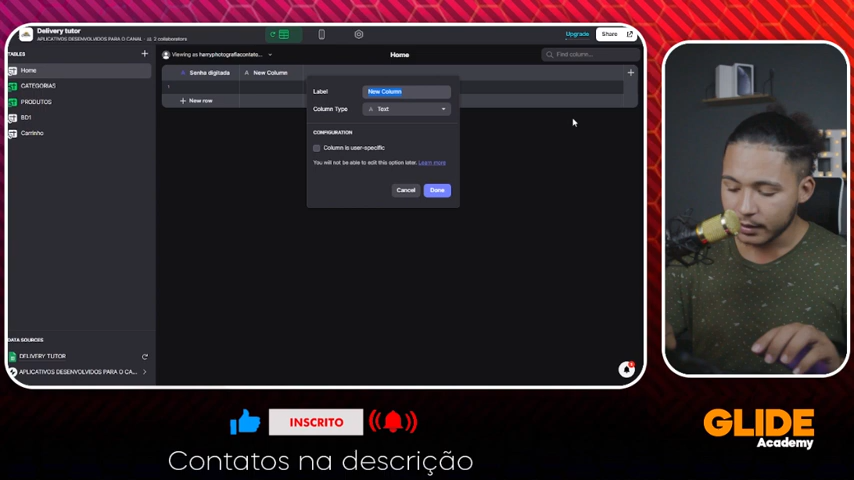 Delivery tutor
APLICATIVOS DESENVOLVIDOS PARA O CANAL · 2 collaborators
Upgrade
Share
TABLES
+
Viewing as harryphotografiacontato...
Home
Find column...
Home
CATEGORIAS
PRODUTOS
BD1
Carrinho
Senha digitada
A New Column
+
+ New row
Label
New Column
Column Type
A Text
CONFIGURATION
Column is user-specific
You will not be able to edit this option later. Learn more
Cancel
Done
DATA SOURCES
DELIVERY TUTOR
APLICATIVOS DESENVOLVIDOS PARA O CA...
INSCRITO
Contatos na descrição
GLIDE
Academy